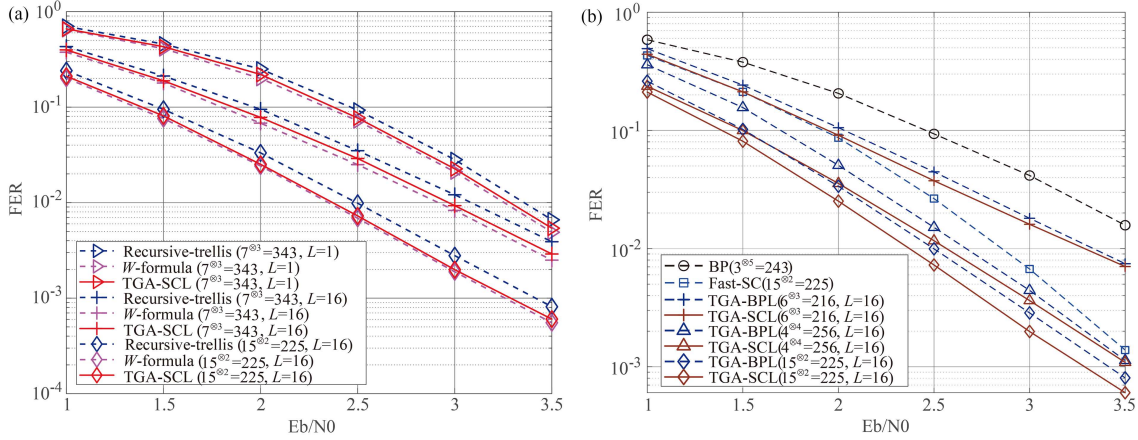 (a)
10⁰
10⁻¹
10⁻²
10⁻³
10⁻⁴
FER
Recursive-trellis (7⊗³=343, L=1)
W-formula (7⊗³=343, L=1)
TGA-SCL (7⊗³=343, L=1)
Recursive-trellis (7⊗³=343, L=16)
W-formula (7⊗³=343, L=16)
TGA-SCL (7⊗³=343, L=16)
Recursive-trellis (15⊗²=225, L=16)
W-formula (15⊗²=225, L=16)
TGA-SCL (15⊗²=225, L=16)
1 1.5 2 2.5 3 3.5
Eb/N0
(b)
10⁰
10⁻¹
10⁻²
10⁻³
FER
BP(3⊗⁵=243)
Fast-SC(15⊗²=225)
TGA-BPL(6⊗³=216, L=16)
TGA-SCL(6⊗³=216, L=16)
TGA-BPL(4⊗⁴=256, L=16)
TGA-SCL(4⊗⁴=256, L=16)
TGA-BPL(15⊗²=225, L=16)
TGA-SCL(15⊗²=225, L=16)
1 1.5 2 2.5 3 3.5
Eb/N0